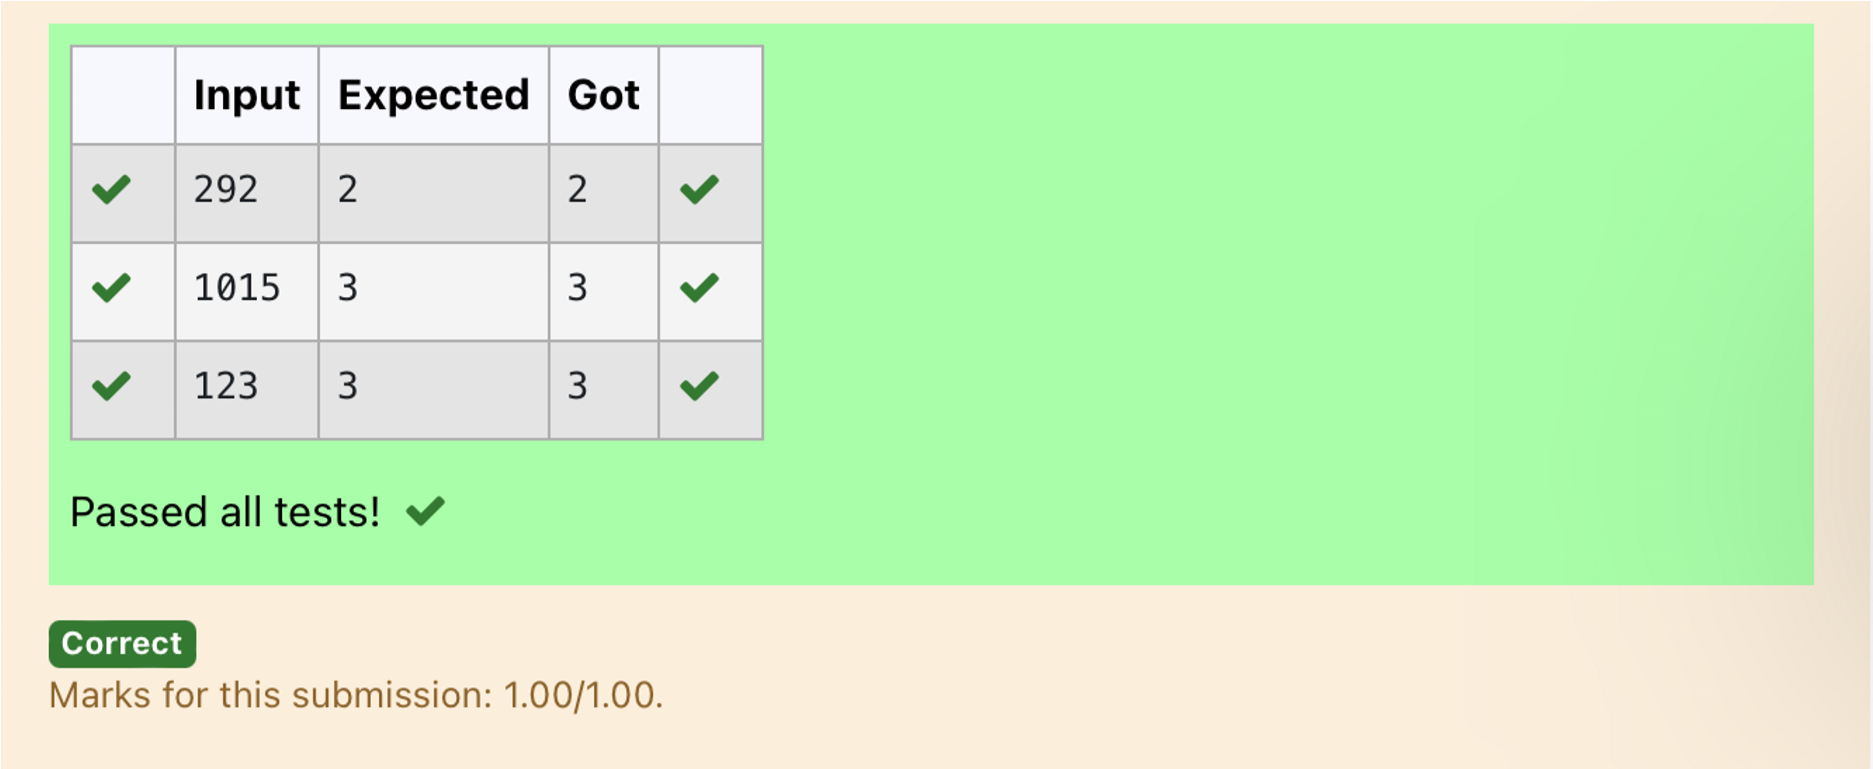 Input Expected Got
292 2 2
1015 3 3
123 3 3
Passed all tests!
Correct
Marks for this submission: 1.00/1.00.